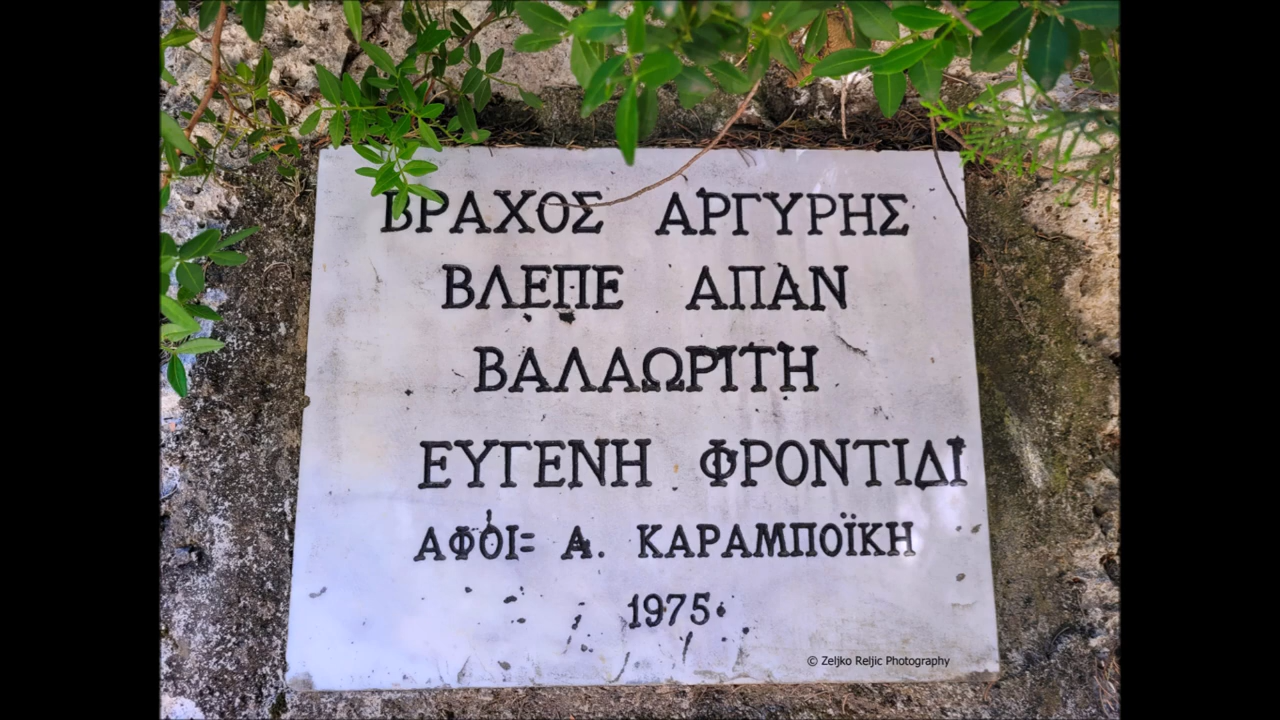 ΒΡΑΧΟΣ ΑΡΓΥΡΗΣ
ΒΛΕΠΕ ΑΠΑΝ
ΒΑΛΑΩΡΙΤΗ
ΕΥΓΕΝΗ ΦΡΟΝΤΙΔΙ
ΑΦΟΙ= Α. ΚΑΡΑΜΠΟΪΚΗ
1975
© Zeljko Reljic Photography